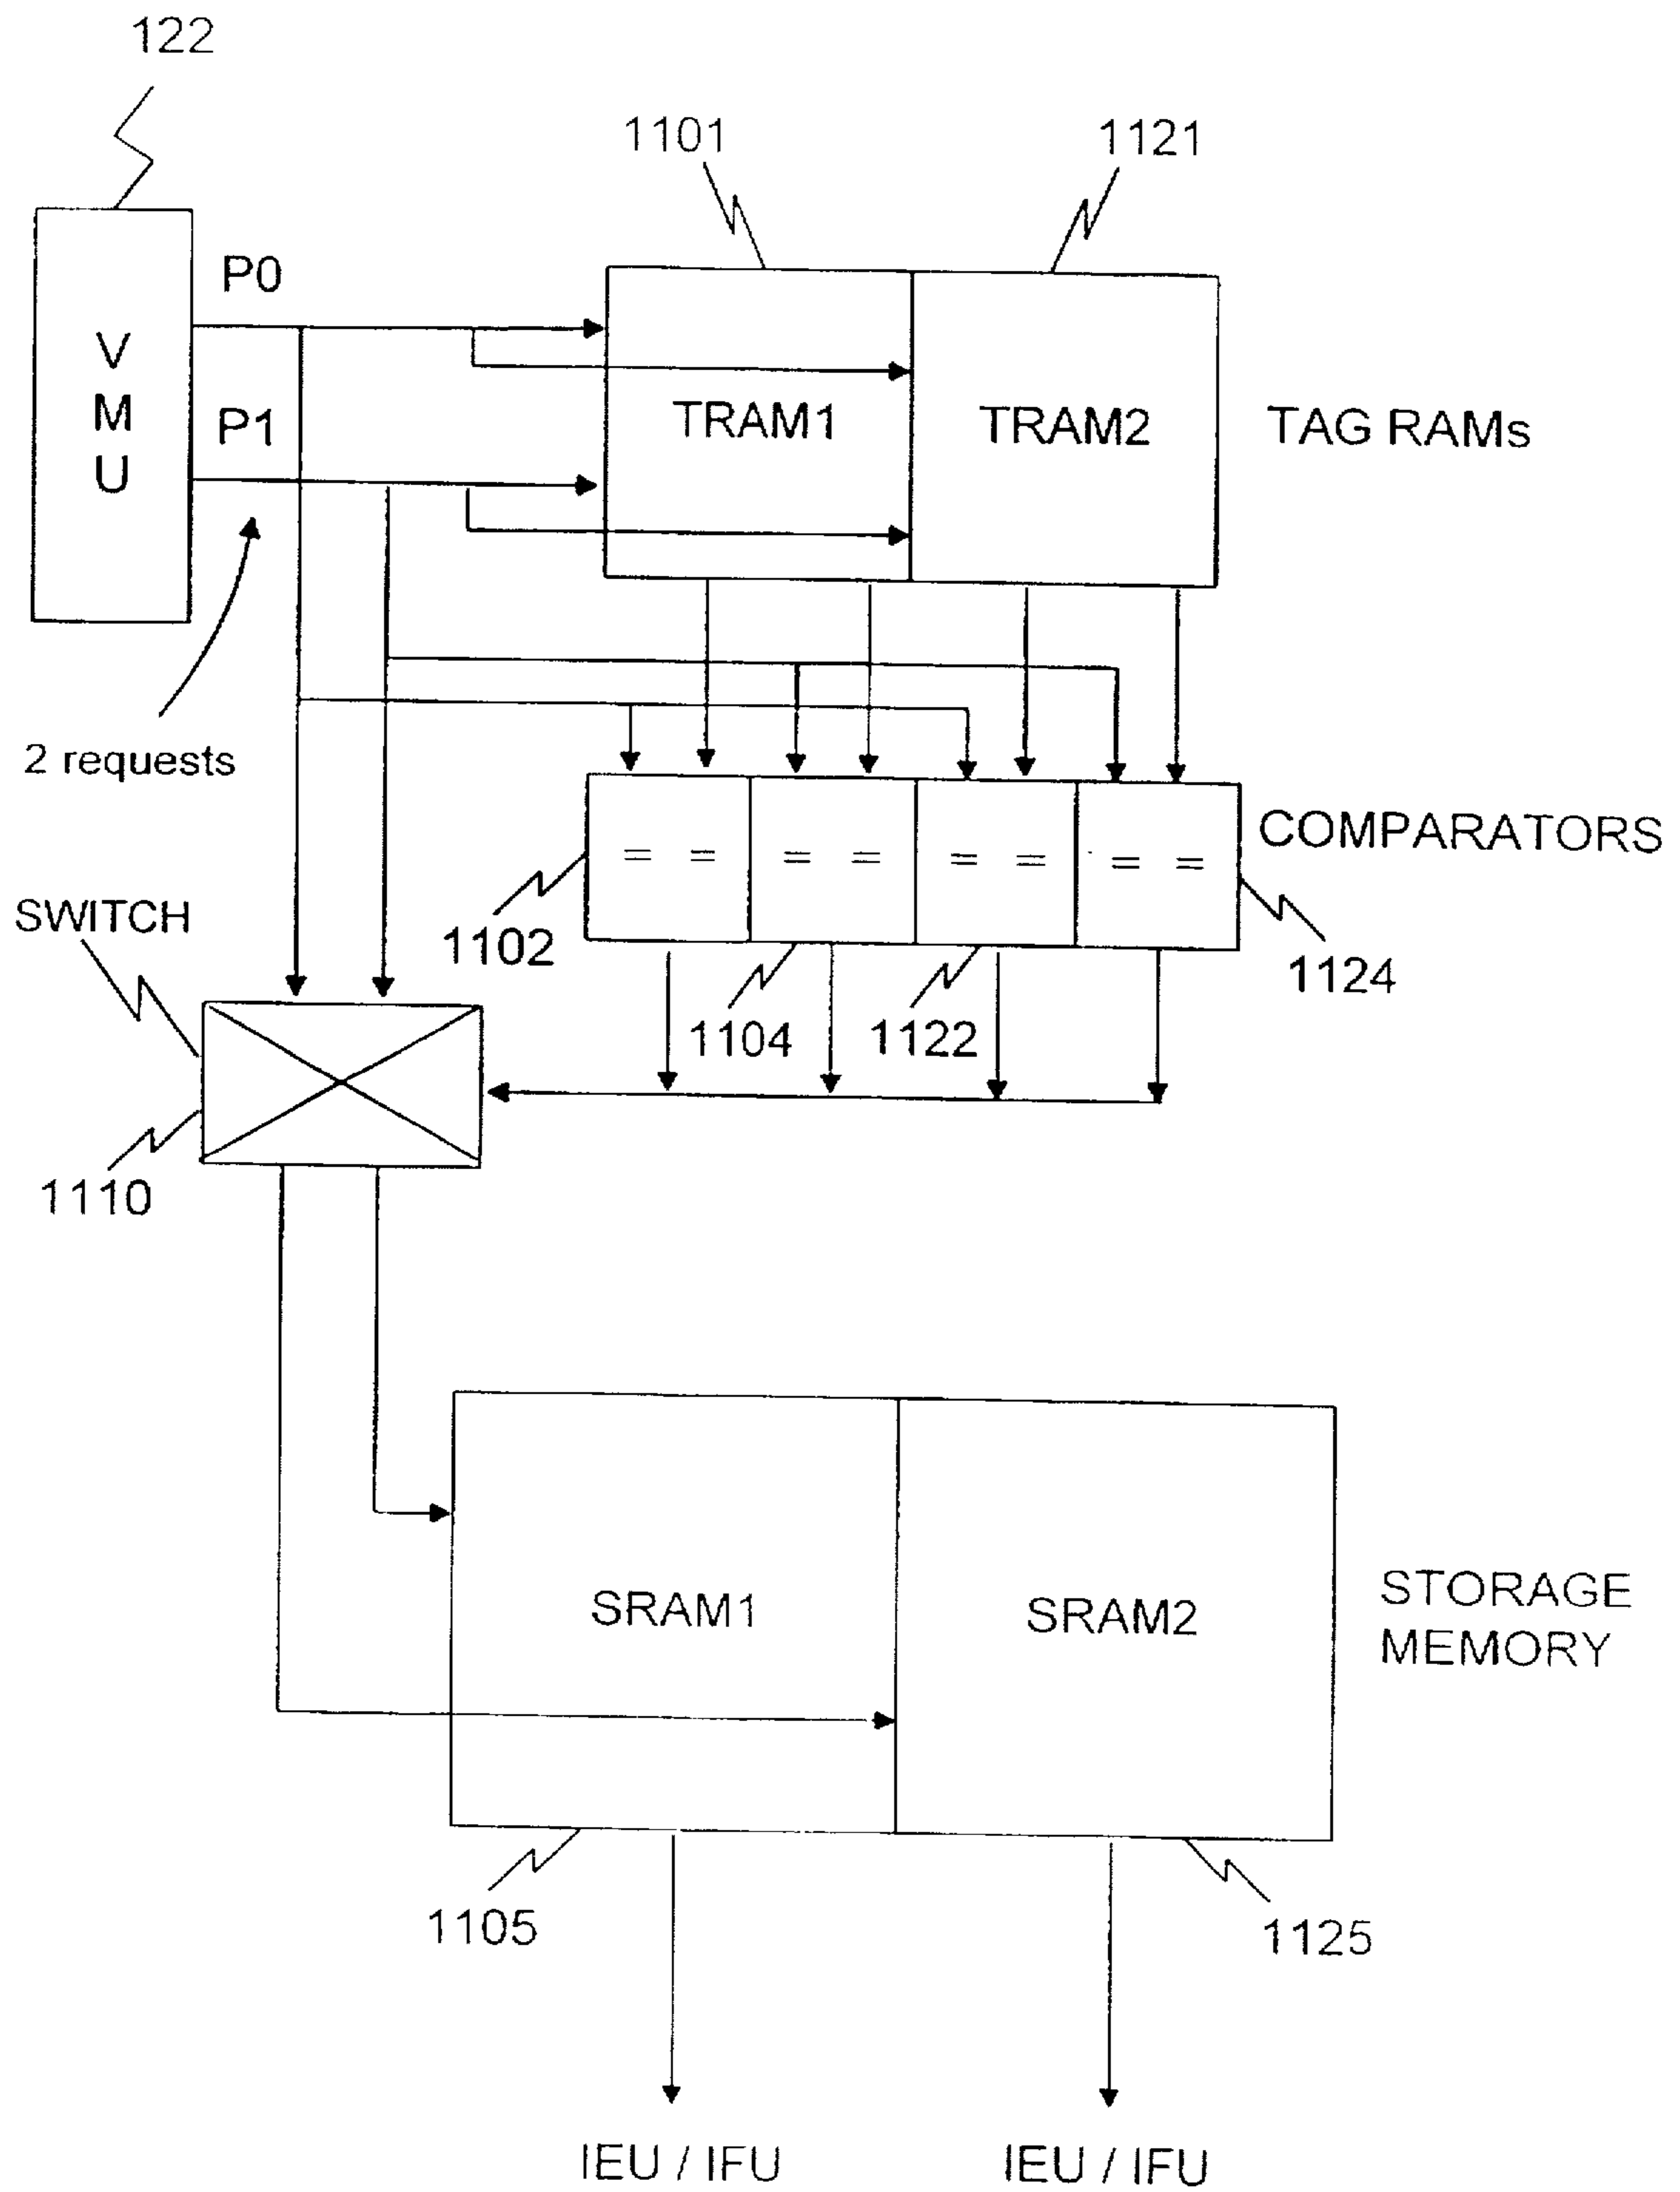 122
1101
1121
P0
V
M
U
P1
TRAM1
TRAM2
TAG RAMs
2 requests
= =
= =
= =
= =
COMPARATORS
SWITCH
1102
1104
1122
1124
1110
SRAM1
SRAM2
STORAGE
MEMORY
1105
1125
IEU / IFU
IEU / IFU